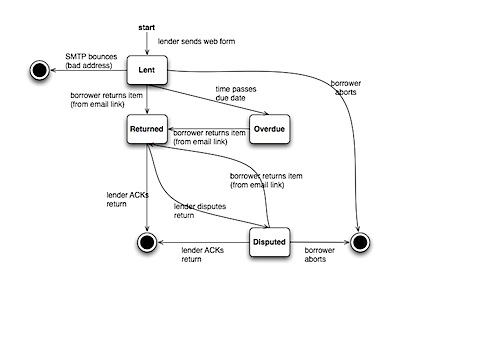 start
lender sends web form
SMTP bounces
(bad address)
Lent
borrower
aborts
time passes
due date
borrower returns item
(from email link)
Returned
Overdue
borrower returns item
(from email link)
borrower returns item
(from email link)
lender ACKs
return
lender disputes
return
Disputed
lender ACKs
return
borrower
aborts